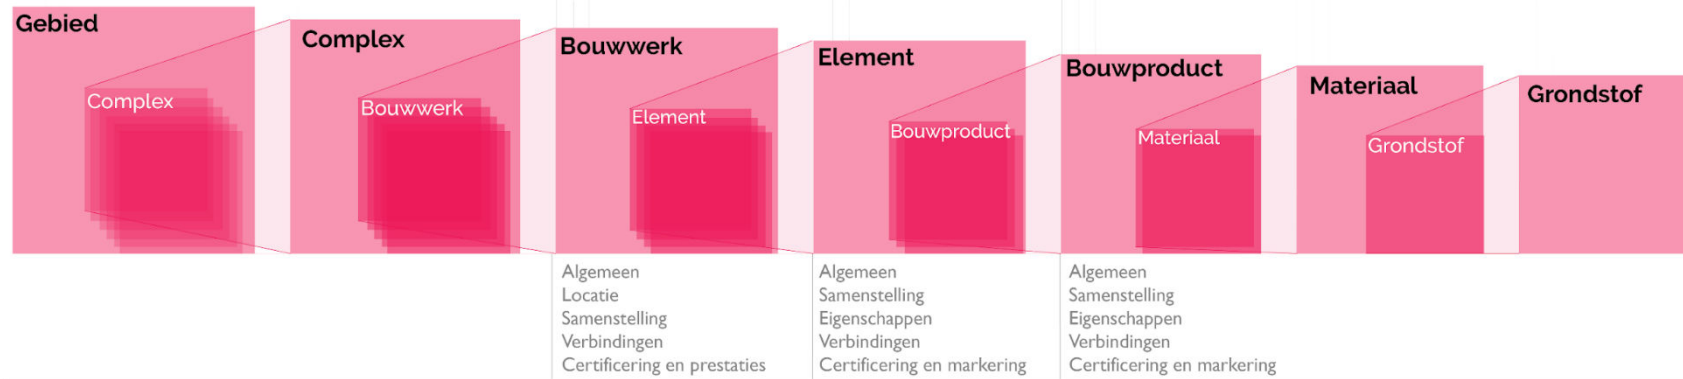 Gebied
Complex
Complex
Bouwwerk
Bouwwerk
Element
Element
Bouwproduct
Bouwproduct
Materiaal
Materiaal
Grondstof
Grondstof
Algemeen
Locatie
Samenstelling
Verbindingen
Certificering en prestaties
Algemeen
Samenstelling
Eigenschappen
Verbindingen
Certificering en markering
Algemeen
Samenstelling
Eigenschappen
Verbindingen
Certificering en markering